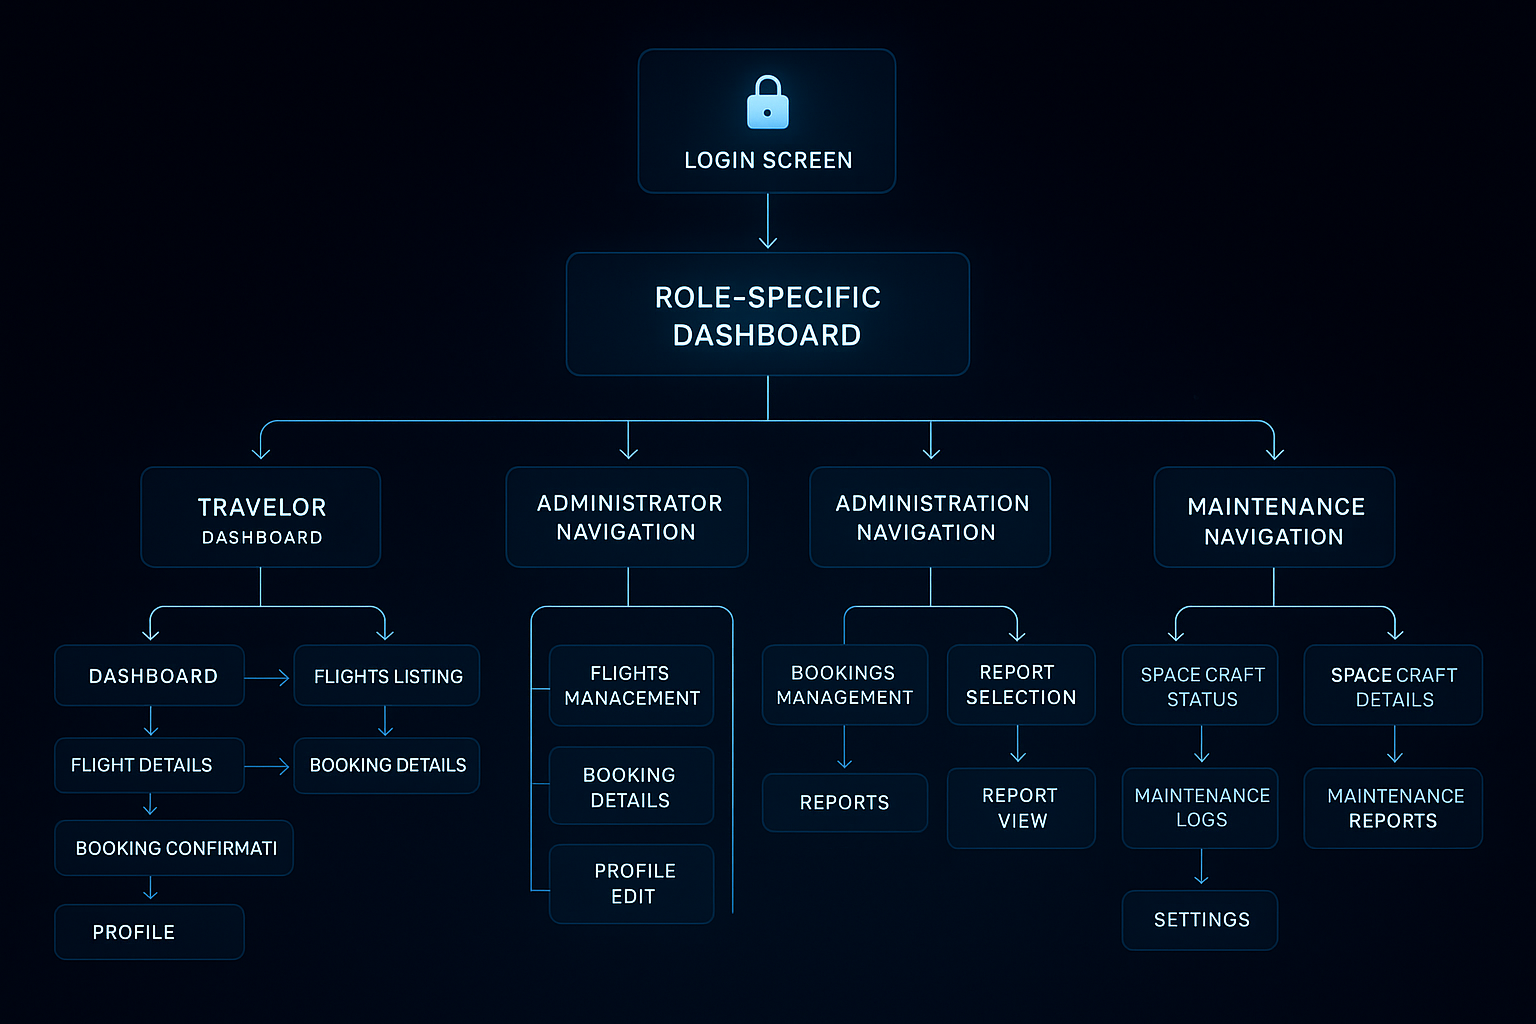 LOGIN SCREEN
ROLE-SPECIFIC
DASHBOARD
TRAVELOR
DASHBOARD
ADMINISTRATOR
NAVIGATION
ADMINISTRATION
NAVIGATION
MAINTENANCE
NAVIGATION
DASHBOARD
FLIGHTS LISTING
FLIGHT DETAILS
BOOKING DETAILS
BOOKING CONFIRMATI
PROFILE
FLIGHTS
MANACEMENT
BOOKING
DETAILS
PROFILE
EDIT
BOOKINGS
MANAGEMENT
REPORTS
REPORT
SELECTION
REPORT
VIEW
SPACE CRAFT
STATUS
MAINTENANCE
LOGS
SETTINGS
SPACE CRAFT
DETAILS
MAINTENANCE
REPORTS